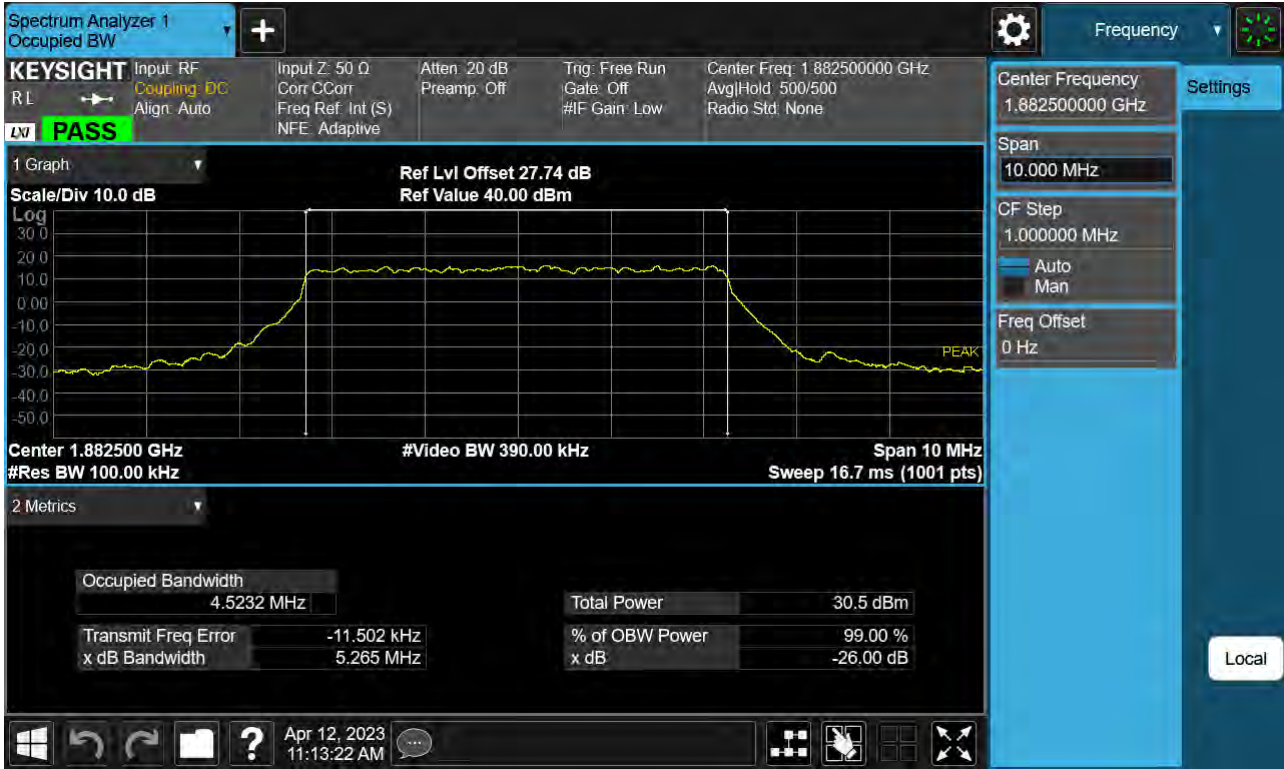 Spectrum Analyzer 1
Occupied BW
Frequency
KEYSIGHT
R L
LXI
PASS
Input: RF
Coupling: DC
Align: Auto
Input Z: 50 Ω
Corr CCorr
Freq Ref: Int (S)
NFE: Adaptive
Atten: 20 dB
Preamp: Off
Trig: Free Run
Gate: Off
#IF Gain: Low
Center Freq: 1.882500000 GHz
Avg|Hold: 500/500
Radio Std: None
1 Graph
Scale/Div 10.0 dB
Ref Lvl Offset 27.74 dB
Ref Value 40.00 dBm
Log
30.0
20.0
10.0
0.00
-10.0
-20.0
-30.0
-40.0
-50.0
PEAK
Center 1.882500 GHz
#Video BW 390.00 kHz
Span 10 MHz
#Res BW 100.00 kHz
Sweep 16.7 ms (1001 pts)
2 Metrics
Occupied Bandwidth
4.5232 MHz
Total Power 30.5 dBm
Transmit Freq Error -11.502 kHz
% of OBW Power 99.00 %
x dB Bandwidth 5.265 MHz
x dB -26.00 dB
Apr 12, 2023
11:13:22 AM
Center Frequency
1.882500000 GHz
Settings
Span
10.000 MHz
CF Step
1.000000 MHz
Auto
Man
Freq Offset
0 Hz
Local